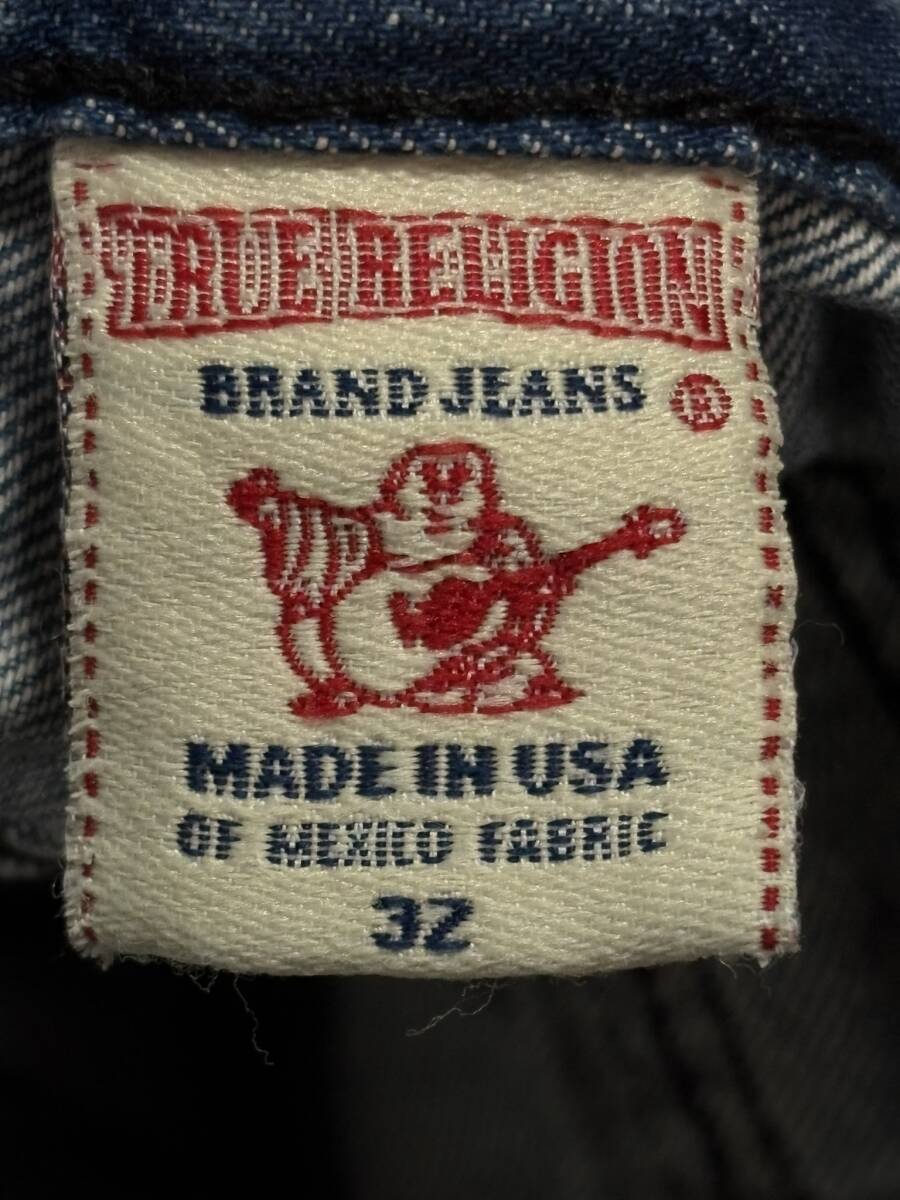 TRUE RELIGION
BRAND JEANS ®
MADE IN USA
OF MEXICO FABRIC
32